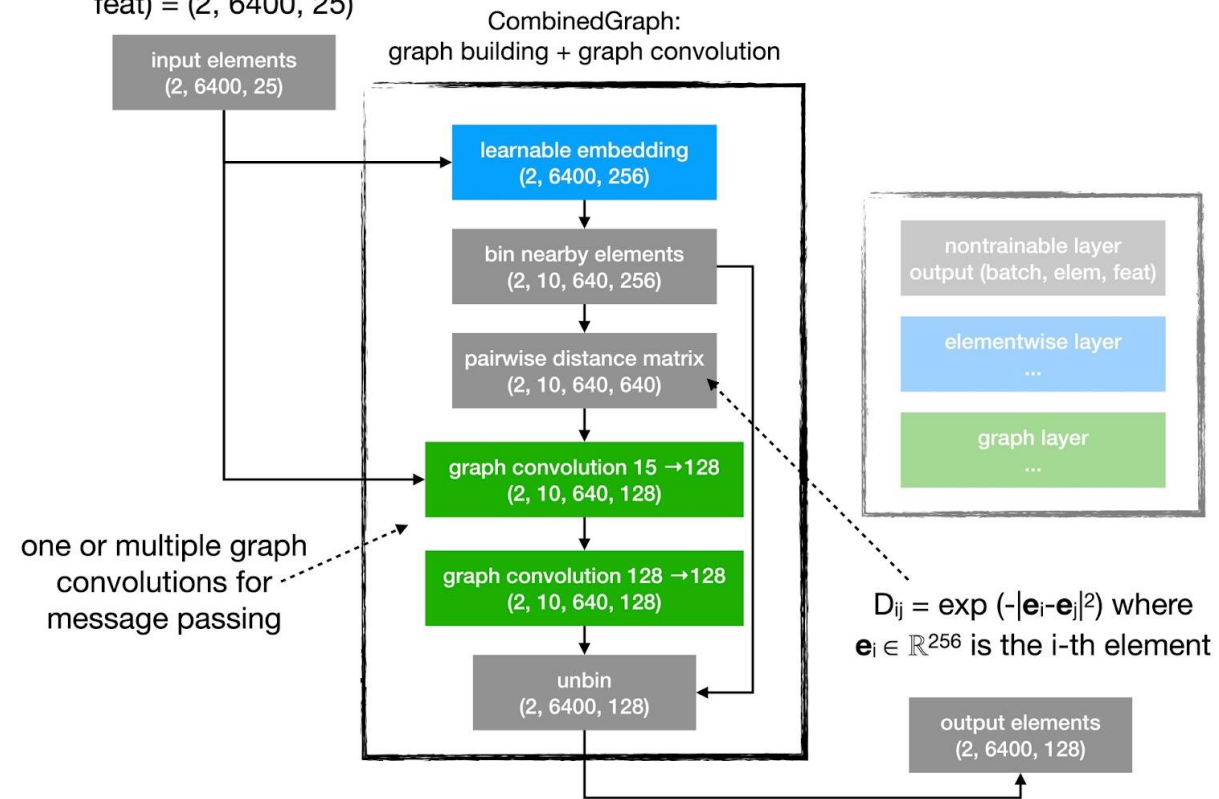 feat) = (2, 6400, 25)
input elements
(2, 6400, 25)
CombinedGraph:
graph building + graph convolution
learnable embedding
(2, 6400, 256)
bin nearby elements
(2, 10, 640, 256)
pairwise distance matrix
(2, 10, 640, 640)
graph convolution 15 →128
(2, 10, 640, 128)
graph convolution 128 →128
(2, 10, 640, 128)
unbin
(2, 6400, 128)
one or multiple graph
convolutions for
message passing
nontrainable layer
output (batch, elem, feat)
elementwise layer
...
graph layer
...
Dij = exp (-|ei-ej|²) where
ei ∈ ℝ²⁵⁶ is the i-th element
output elements
(2, 6400, 128)